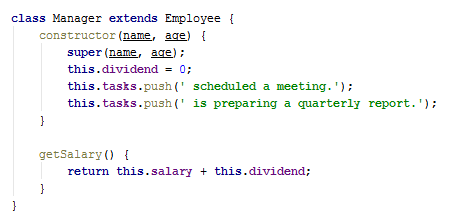 class Manager extends Employee {
constructor(name, age) {
super(name, age);
this.dividend = 0;
this.tasks.push(' scheduled a meeting.');
this.tasks.push(' is preparing a quarterly report.');
}
getSalary() {
return this.salary + this.dividend;
}
}